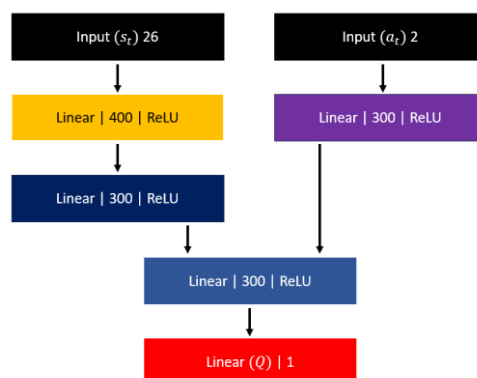 Input (s_t) 26
Input (a_t) 2
Linear | 400 | ReLU
Linear | 300 | ReLU
Linear | 300 | ReLU
Linear | 300 | ReLU
Linear (Q) | 1